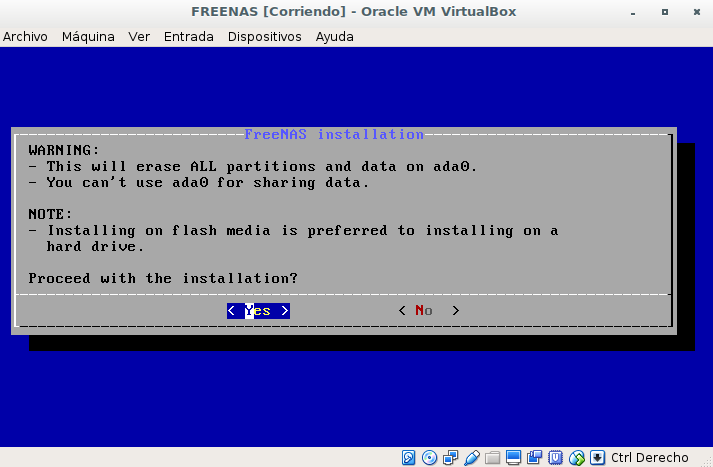 FREENAS [Corriendo] - Oracle VM VirtualBox
Archivo Máquina Ver Entrada Dispositivos Ayuda
FreeNAS installation
WARNING:
- This will erase ALL partitions and data on ada0.
- You can't use ada0 for sharing data.
NOTE:
- Installing on flash media is preferred to installing on a
hard drive.
Proceed with the installation?
< Yes > < No >
Ctrl Derecho